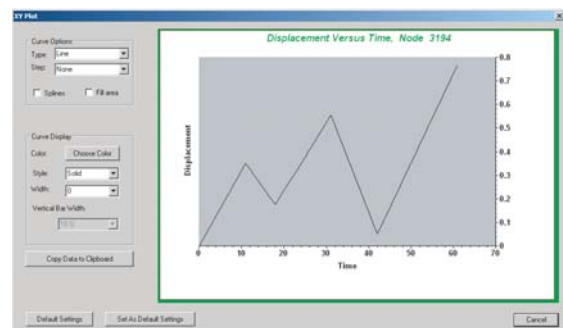 XY Plot
Curve Options
Type: Line
Step: None
Splines
Fill area
Curve Display
Color: Choose Color
Style: Solid
Width: 0
Vertical Bar Width:
Copy Data to Clipboard
Default Settings
Set As Default Settings
Cancel
Displacement Versus Time, Node 3194
Displacement
0.8
0.7
0.6
0.5
0.4
0.3
0.2
0.1
0
0 10 20 30 40 50 60 70
Time